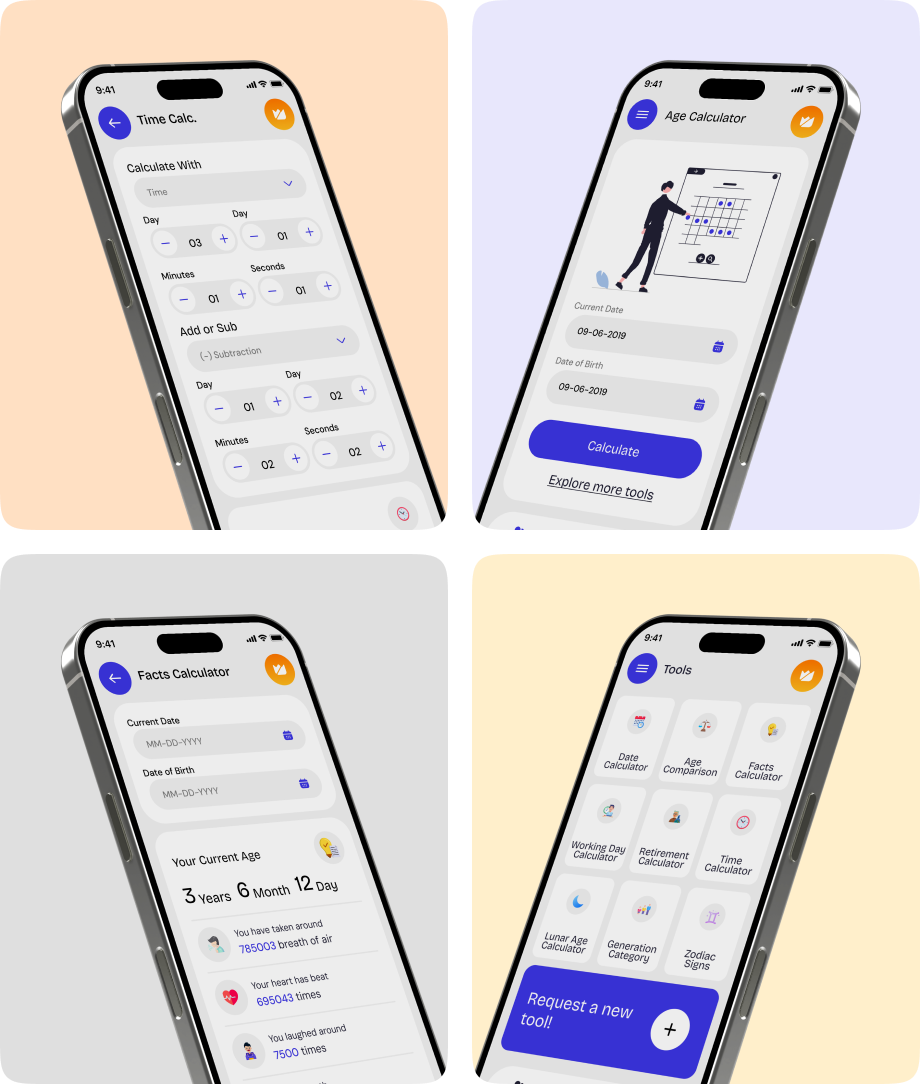 9:41
Time Calc.
Calculate With
Time
Day
Day
03
01
Minutes
Seconds
01
01
Add or Sub
(-) Subtraction
Day
Day
01
02
Minutes
Seconds
02
02
9:41
Age Calculator
Current Date
09-06-2019
Date of Birth
09-06-2019
Calculate
Explore more tools
9:41
Facts Calculator
Current Date
MM-DD-YYYY
Date of Birth
MM-DD-YYYY
Your Current Age
3 Years 6 Month 12 Day
You have taken around
785003 breath of air
Your heart has beat
695043 times
You laughed around
7500 times
9:41
Tools
Date
Calculator
Age
Comparison
Facts
Calculator
Working Day
Calculator
Retirement
Calculator
Time
Calculator
Lunar Age
Calculator
Generation
Category
Zodiac
Signs
Request a new
tool!